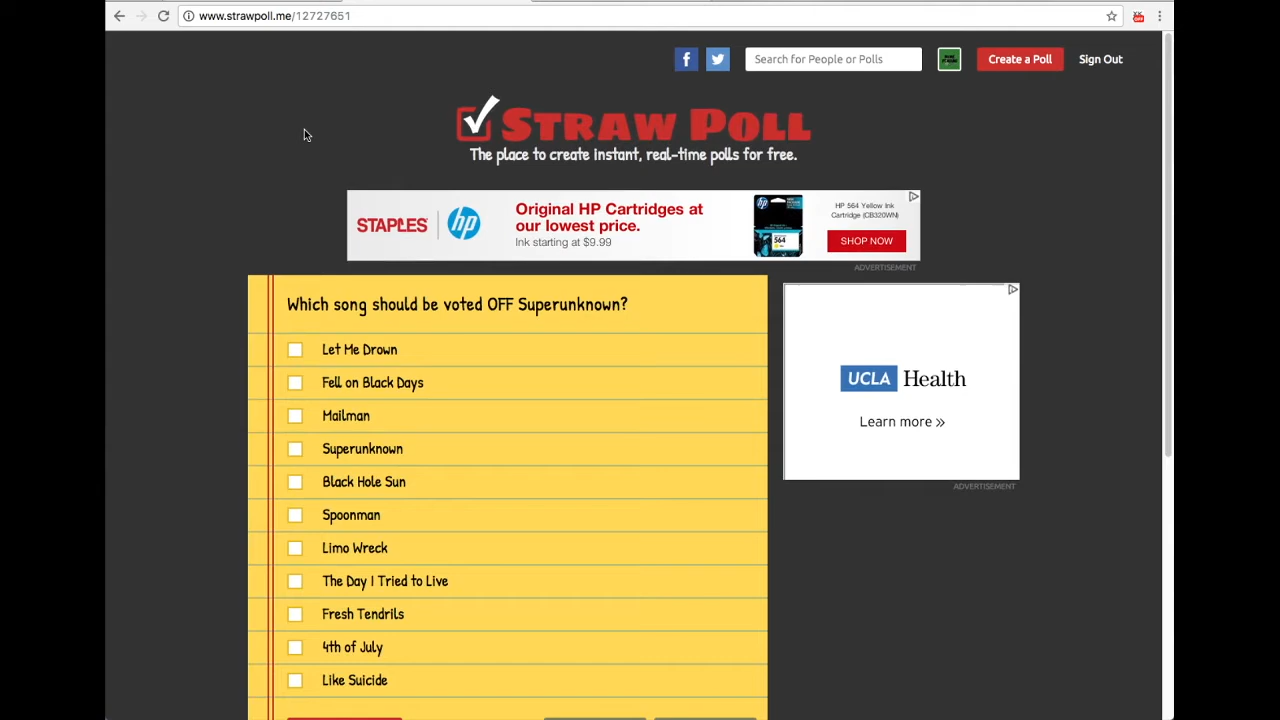 www.strawpoll.me/12727651
Search for People or Polls
Create a Poll
Sign Out
STRAW POLL
The place to create instant, real-time polls for free.
STAPLES
hp
Original HP Cartridges at
our lowest price.
Ink starting at $9.99
564
HP 564 Yellow Ink
Cartridge (CB320WN)
SHOP NOW
ADVERTISEMENT
Which song should be voted OFF Superunknown?
Let Me Drown
Fell on Black Days
Mailman
Superunknown
Black Hole Sun
Spoonman
Limo Wreck
The Day I Tried to Live
Fresh Tendrils
4th of July
Like Suicide
UCLA Health
Learn more »
ADVERTISEMENT